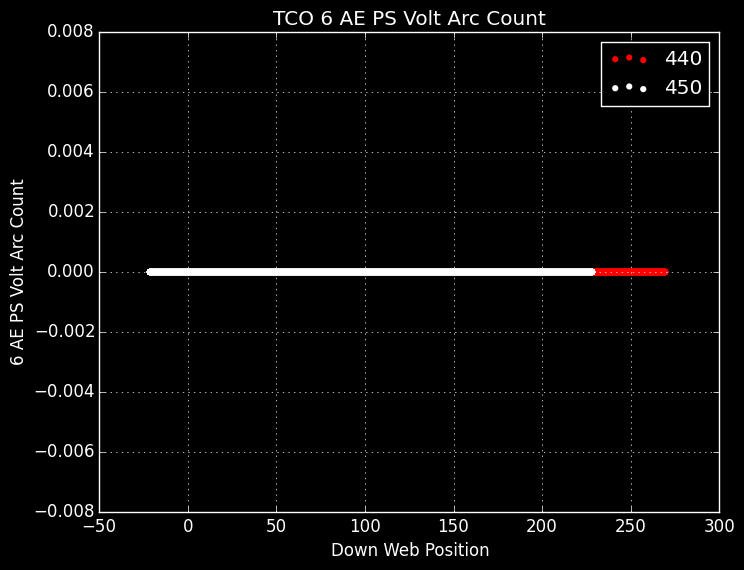 TCO 6 AE PS Volt Arc Count
440
450
0.008
0.006
0.004
0.002
0.000
−0.002
−0.004
−0.006
−0.008
6 AE PS Volt Arc Count
−50 0 50 100 150 200 250 300
Down Web Position